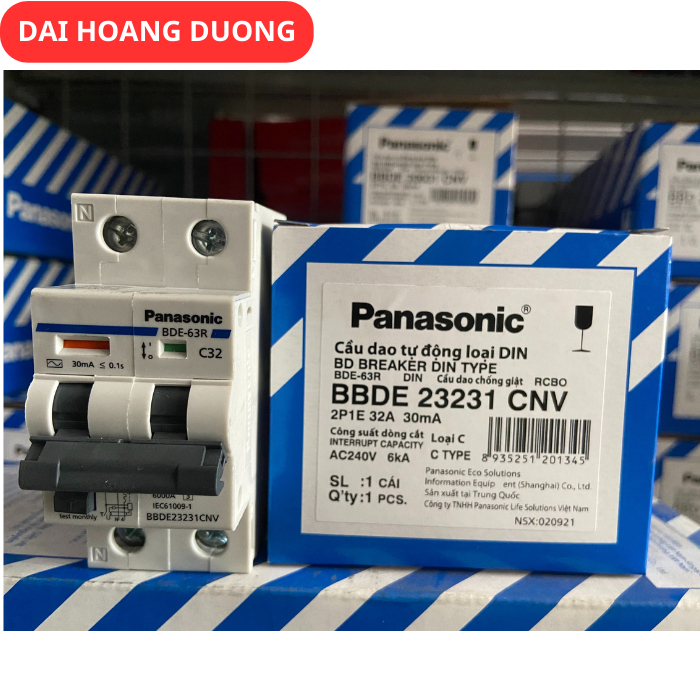 DAI HOANG DUONG
Panasonic
Panasonic
BBDE 23231 CNV
N
Panasonic
BDE-63R
30mA ≤ 0.1s
C32
6000A
IEC61009-1
test monthly
BBDE23231CNV
N
Panasonic®
Cầu dao tự động loại DIN
BD BREAKER DIN TYPE
BDE-63R DIN Cầu dao chống giật RCBO
BBDE 23231 CNV
2P1E 32A 30mA
Công suất dòng cắt Loại C
INTERRUPT CAPACITY
AC240V 6kA C TYPE
8 935251 201345
SL :1 CÁI
Q'ty:1 PCS.
Panasonic Eco Solutions
Information Equip ent (Shanghai) Co., Ltd.
Sản xuất tại Trung Quốc
Công ty TNHH Panasonic Life Solutions Việt Nam
NSX:020921